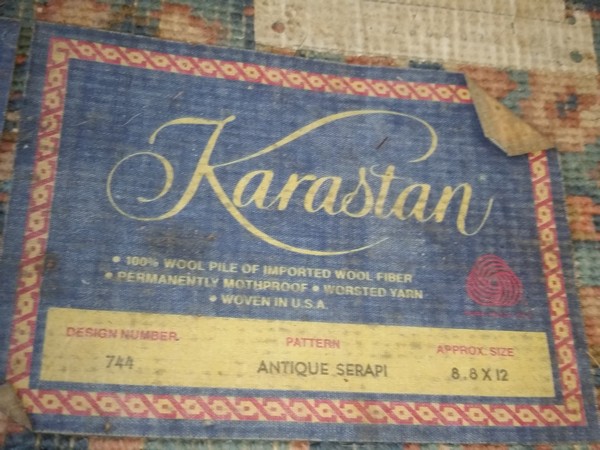 Karastan
• 100% WOOL PILE OF IMPORTED WOOL FIBER
• PERMANENTLY MOTHPROOF • WORSTED YARN
• WOVEN IN U.S.A.
DESIGN NUMBER
744
PATTERN
ANTIQUE SERAPI
APPROX. SIZE
8.8 X 12